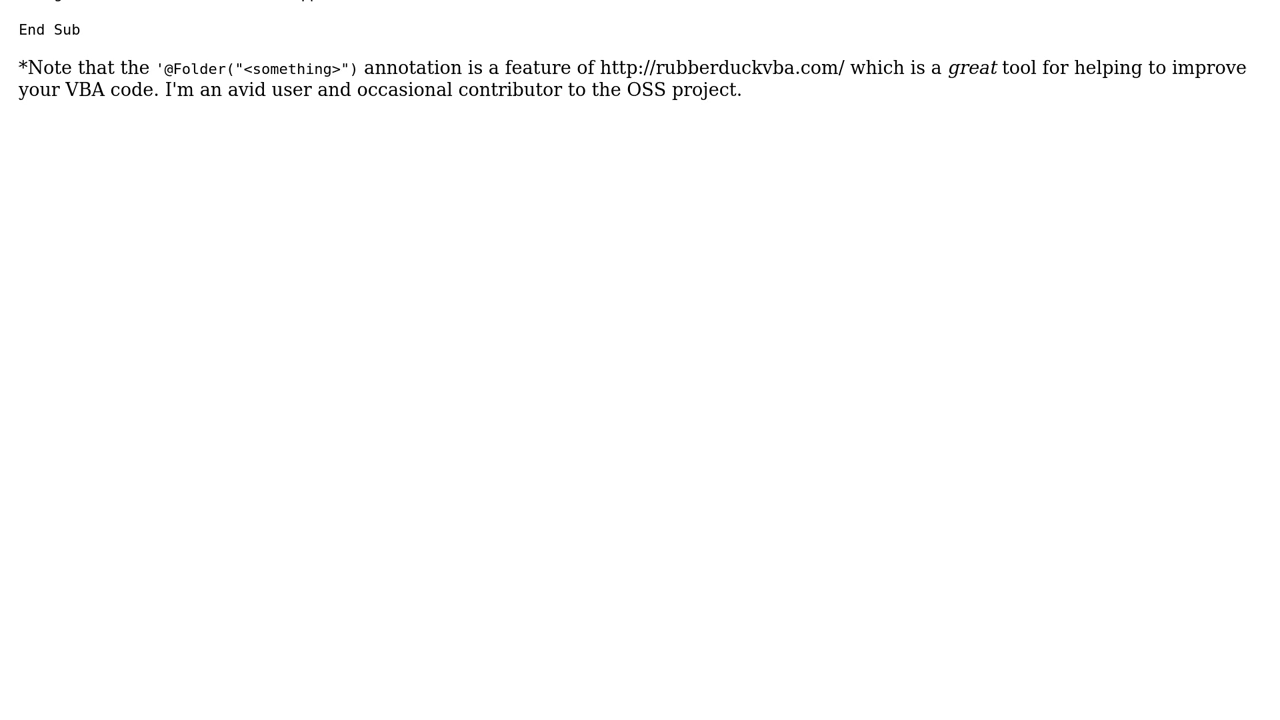 End Sub
*Note that the '@Folder("<something>") annotation is a feature of http://rubberduckvba.com/ which is a great tool for helping to improve
your VBA code. I'm an avid user and occasional contributor to the OSS project.